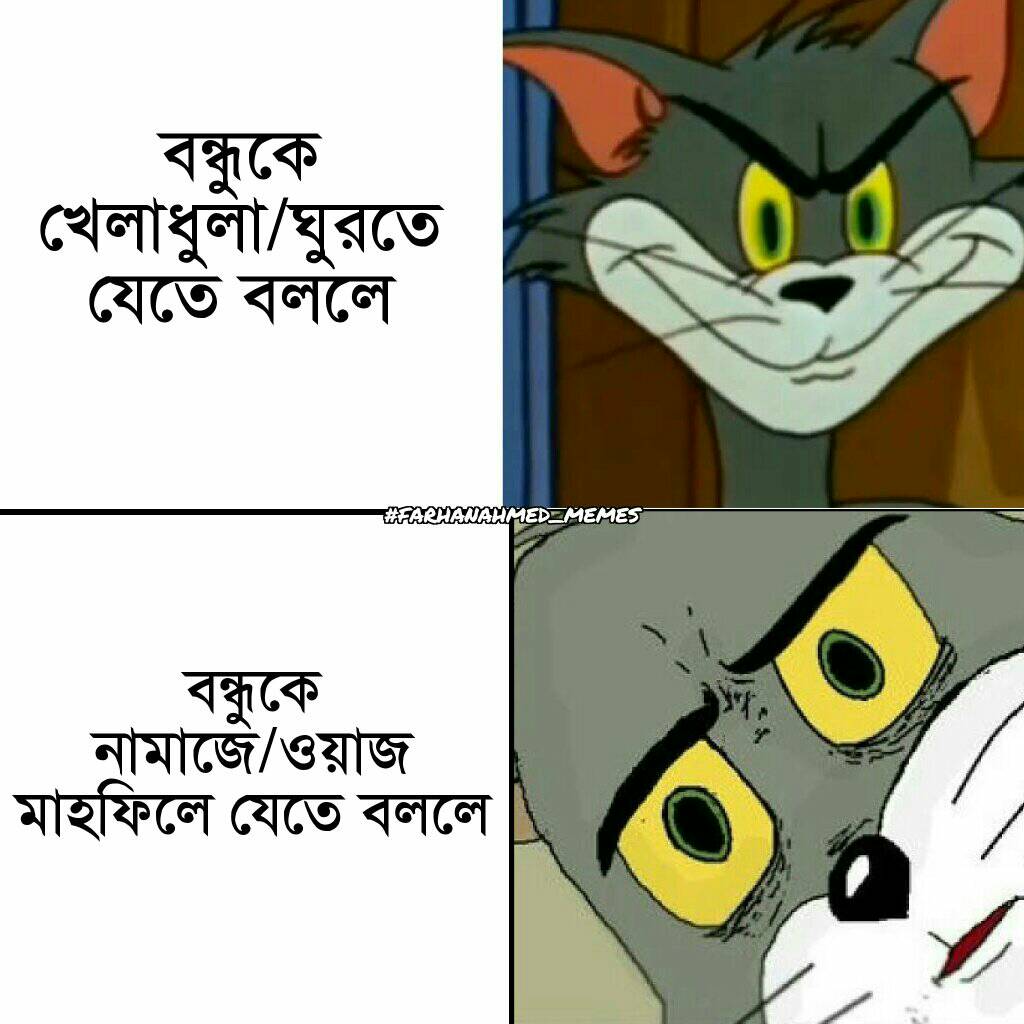 বন্ধুকে
খেলাধুলা/ঘুরতে
যেতে বললে
#FARHANAHMED_MEMES
বন্ধুকে
নামাজে/ওয়াজ
মাহফিলে যেতে বললে